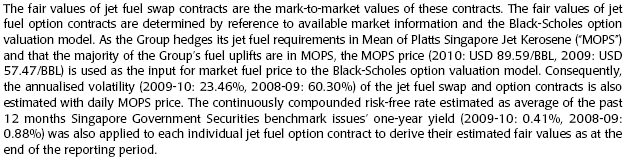 The fair values of jet fuel swap contracts are the mark-to-market values of these contracts. The fair values of jet
fuel option contracts are determined by reference to available market information and the Black-Scholes option
valuation model. As the Group hedges its jet fuel requirements in Mean of Platts Singapore Jet Kerosene (“MOPS”)
and that the majority of the Group’s fuel uplifts are in MOPS, the MOPS price (2010: USD 89.59/BBL, 2009: USD
57.47/BBL) is used as the input for market fuel price to the Black-Scholes option valuation model. Consequently,
the annualised volatility (2009-10: 23.46%, 2008-09: 60.30%) of the jet fuel swap and option contracts is also
estimated with daily MOPS price. The continuously compounded risk-free rate estimated as average of the past
12 months Singapore Government Securities benchmark issues’ one-year yield (2009-10: 0.41%, 2008-09:
0.88%) was also applied to each individual jet fuel option contract to derive their estimated fair values as at the
end of the reporting period.